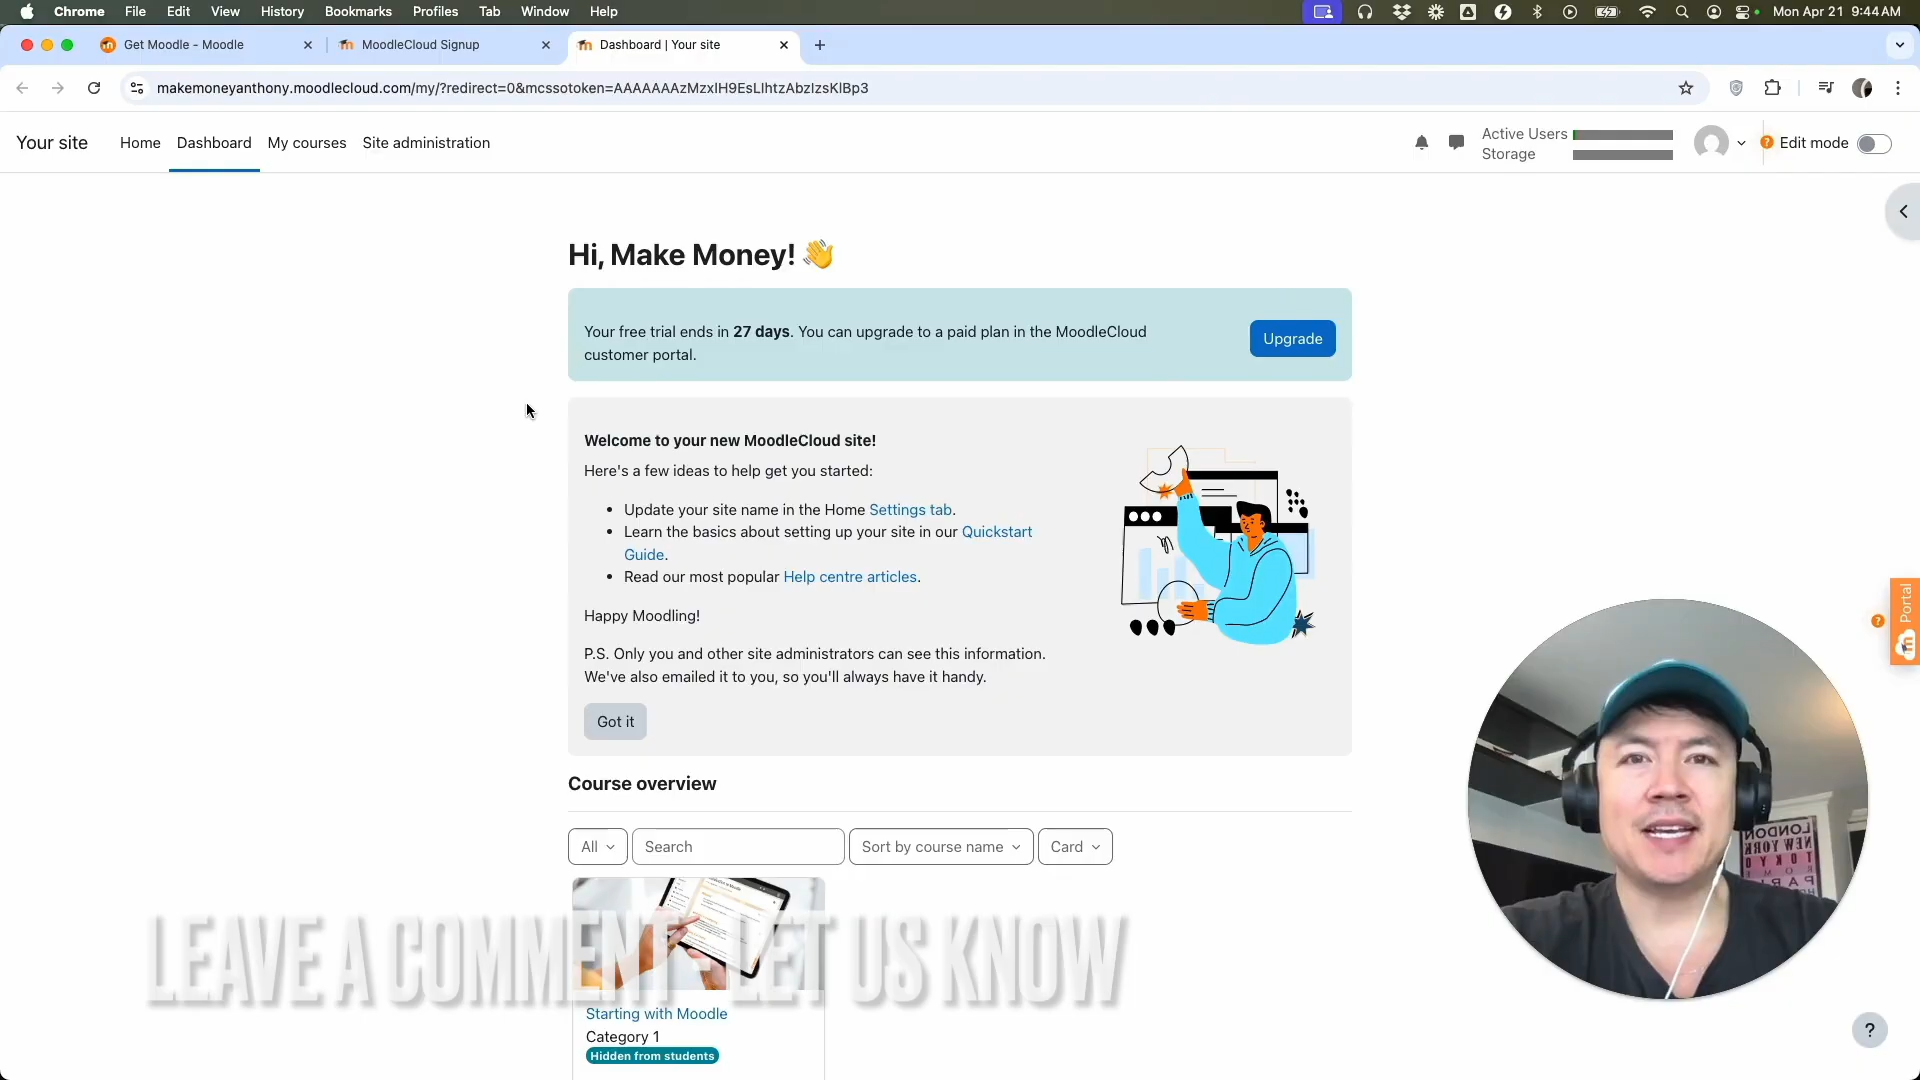 Chrome File Edit View History Bookmarks Profiles Tab Window Help Mon Apr 21 9:44 AM
Get Moodle - Moodle MoodleCloud Signup Dashboard | Your site
makemoneyanthony.moodlecloud.com/my/?redirect=0&mcssotoken=AAAAAAAzMzxIH9EsLIhtzAbzIzsKlBp3
Your site Home Dashboard My courses Site administration Active Users Edit mode
Storage
Hi, Make Money! 👋
Your free trial ends in 27 days. You can upgrade to a paid plan in the MoodleCloud
customer portal.
Upgrade
Welcome to your new MoodleCloud site!
Here's a few ideas to help get you started:
• Update your site name in the Home Settings tab.
• Learn the basics about setting up your site in our Quickstart
Guide.
• Read our most popular Help centre articles.
Happy Moodling!
P.S. Only you and other site administrators can see this information.
We've also emailed it to you, so you'll always have it handy.
Got it
Portal
Course overview
All Search Sort by course name Card
LONDON
NEW YORK
TOKYO
LEAVE A COMMENT - LET US KNOW
Starting with Moodle
Category 1
Hidden from students
?